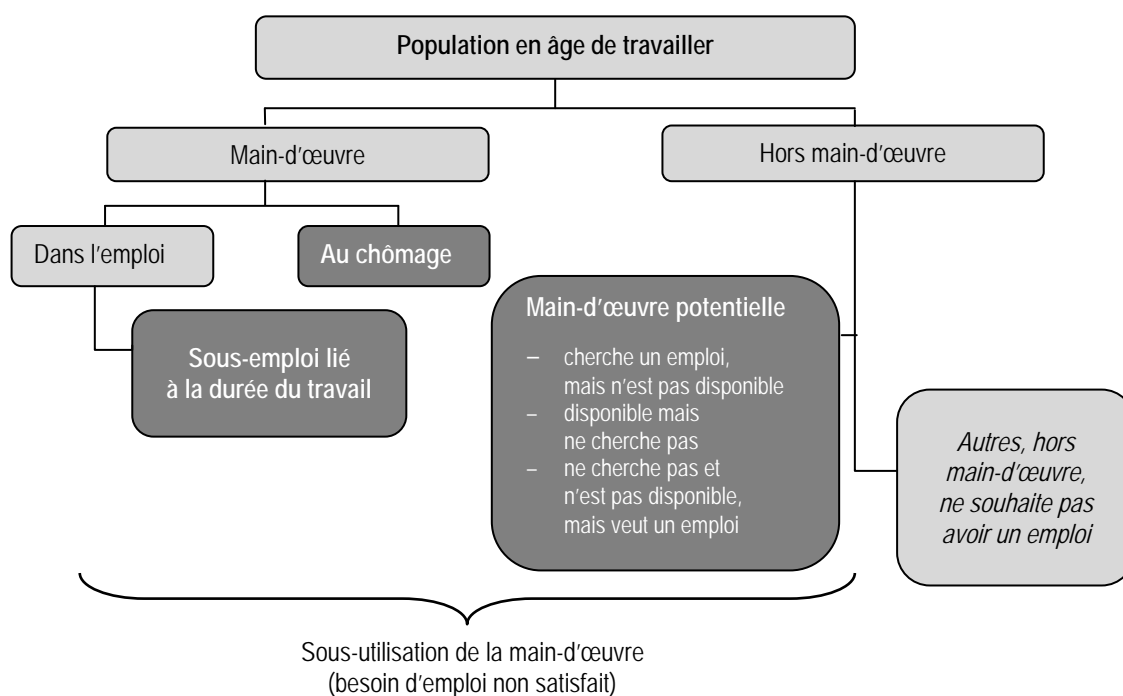 Population en âge de travailler
Main-d'œuvre
Hors main-d'œuvre
Dans l'emploi
Au chômage
Sous-emploi lié
à la durée du travail
Main-d'œuvre potentielle
– cherche un emploi,
mais n'est pas disponible
– disponible mais
ne cherche pas
– ne cherche pas et
n'est pas disponible,
mais veut un emploi
Autres, hors
main-d'œuvre,
ne souhaite pas
avoir un emploi
Sous-utilisation de la main-d'œuvre
(besoin d'emploi non satisfait)